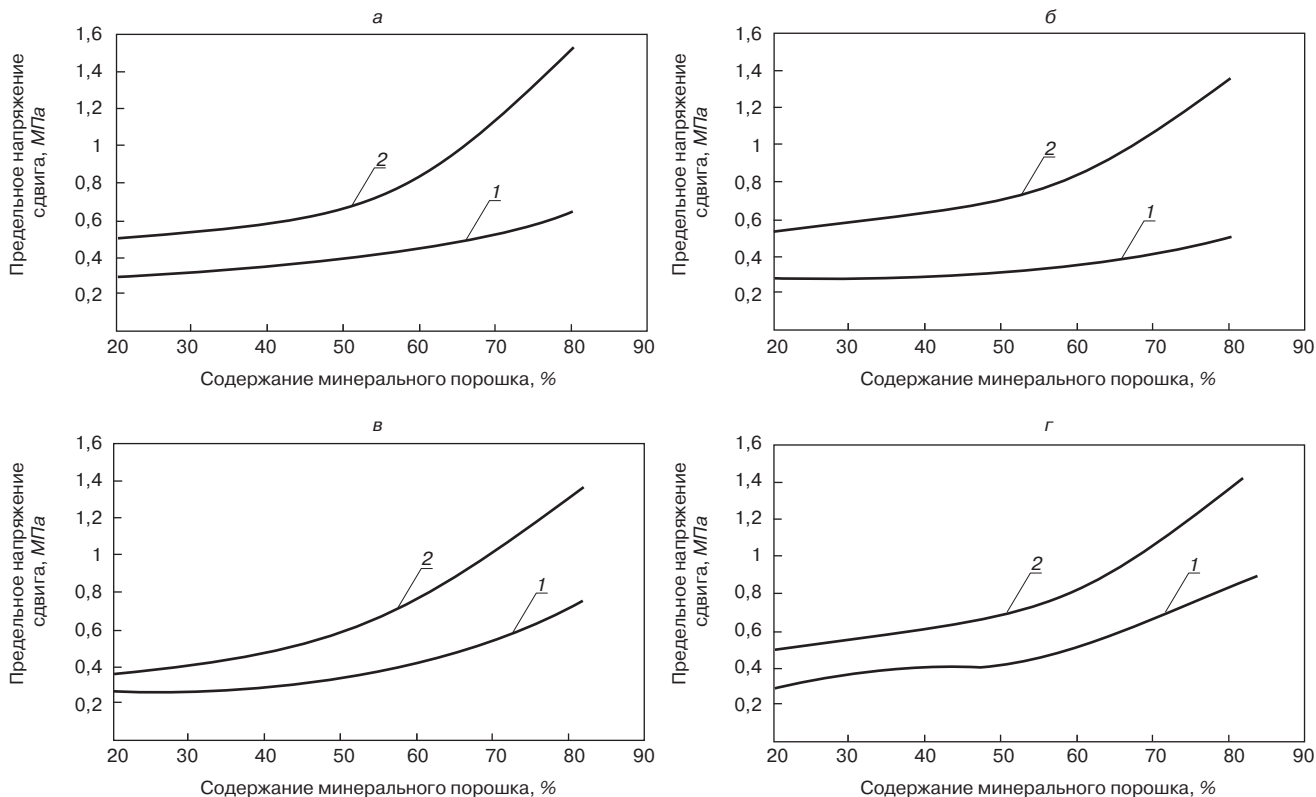 а
Предельное напряжение
сдвига, МПа
1,6
1,4
1,2
1
0,8
0,6
0,4
0,2
2
1
20 30 40 50 60 70 80 90
Содержание минерального порошка, %
б
Предельное напряжение
сдвига, МПа
1,6
1,4
1,2
1
0,8
0,6
0,4
0,2
2
1
20 30 40 50 60 70 80 90
Содержание минерального порошка, %
в
Предельное напряжение
сдвига, МПа
1,6
1,4
1,2
1
0,8
0,6
0,4
0,2
2
1
20 30 40 50 60 70 80 90
Содержание минерального порошка, %
г
Предельное напряжение
сдвига, МПа
1,6
1,4
1,2
1
0,8
0,6
0,4
0,2
2
1
20 30 40 50 60 70 80 90
Содержание минерального порошка, %